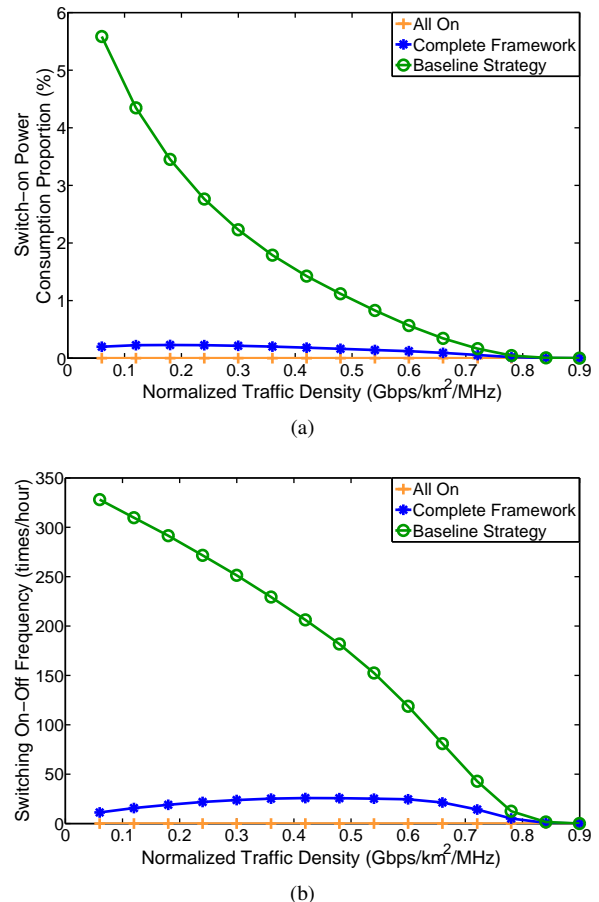 6
5
4
3
2
1
0
Switch−on Power
Consumption Proportion (%)
All On
Complete Framework
Baseline Strategy
0 0.1 0.2 0.3 0.4 0.5 0.6 0.7 0.8 0.9
Normalized Traffic Density (Gbps/km²/MHz)
(a)
350
300
250
200
150
100
50
0
Switching On−Off Frequency (times/hour)
All On
Complete Framework
Baseline Strategy
0 0.1 0.2 0.3 0.4 0.5 0.6 0.7 0.8 0.9
Normalized Traffic Density (Gbps/km²/MHz)
(b)